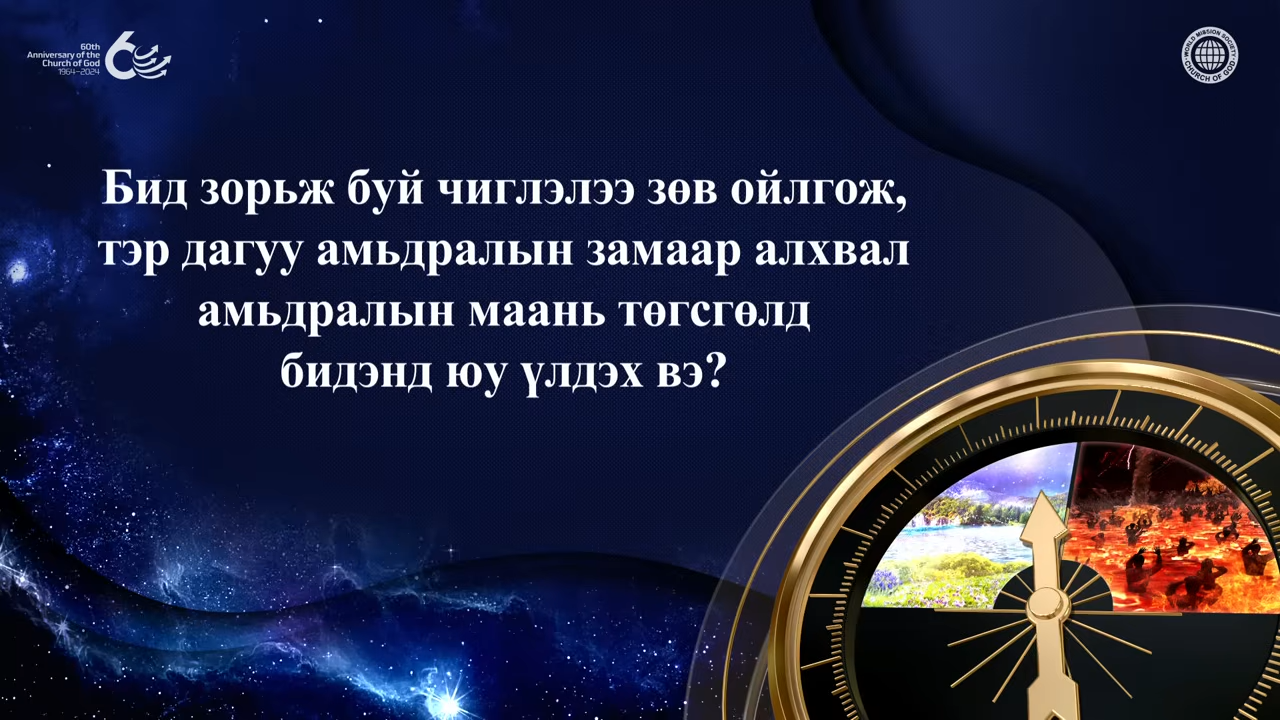 60th
Anniversary of the
Church of God
1964–2024
WORLD MISSION SOCIETY
CHURCH OF GOD
Бид зорьж буй чиглэлээ зөв ойлгож,
тэр дагуу амьдралын замаар алхвал
амьдралын маань төгсгөлд
бидэнд юу үлдэх вэ?